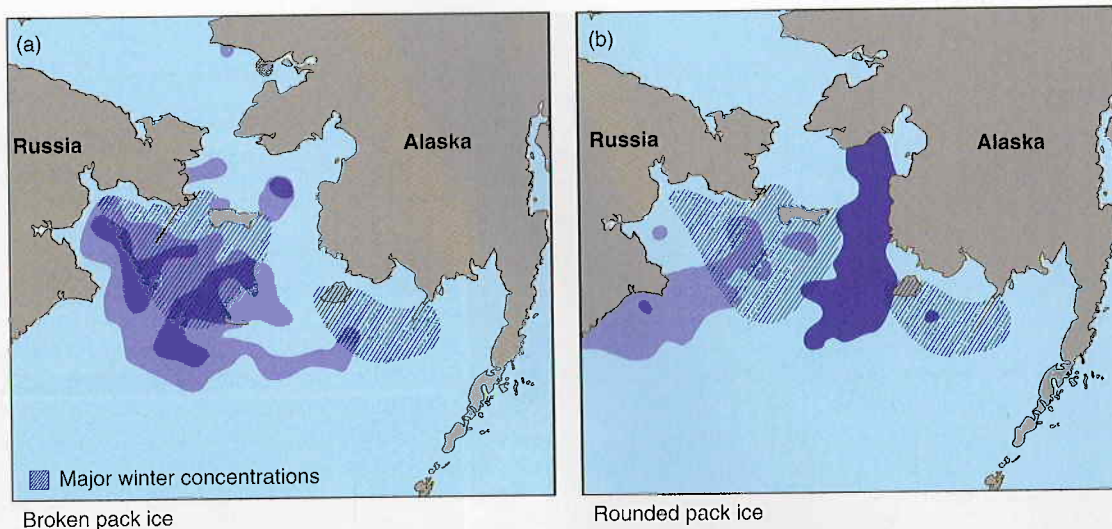 (a)
Russia
Alaska
Major winter concentrations
Broken pack ice
(b)
Russia
Alaska
Rounded pack ice